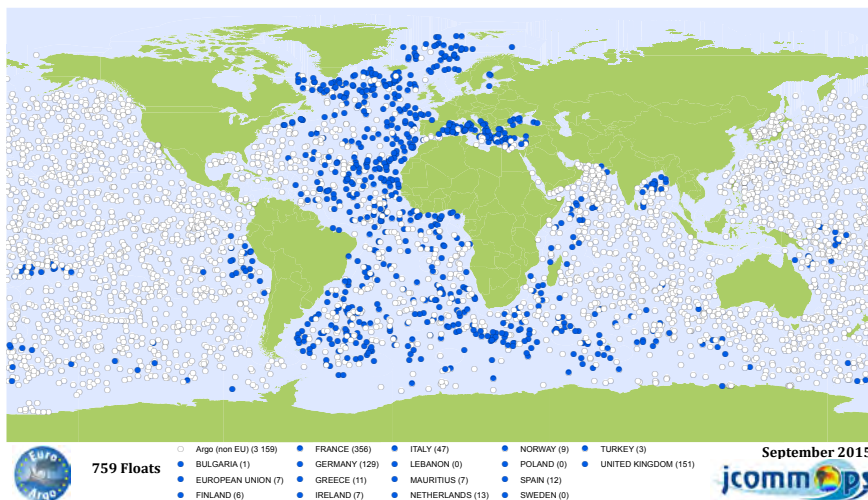 Argo (non EU) (3 159) FRANCE (356) ITALY (47) NORWAY (9) TURKEY (3) September 2015
759 Floats BULGARIA (1) GERMANY (129) LEBANON (0) POLAND (0) UNITED KINGDOM (151)
EUROPEAN UNION (7) GREECE (11) MAURITIUS (7) SPAIN (12)
FINLAND (6) IRELAND (7) NETHERLANDS (13) SWEDEN (0)
Euro
Argo
jcommops